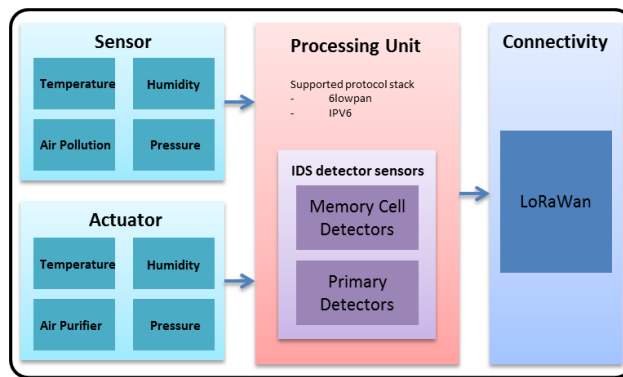 Sensor
Temperature
Humidity
Air Pollution
Pressure
Actuator
Temperature
Humidity
Air Purifier
Pressure
Processing Unit
Supported protocol stack
- 6lowpan
- IPV6
IDS detector sensors
Memory Cell
Detectors
Primary
Detectors
Connectivity
LoRaWan